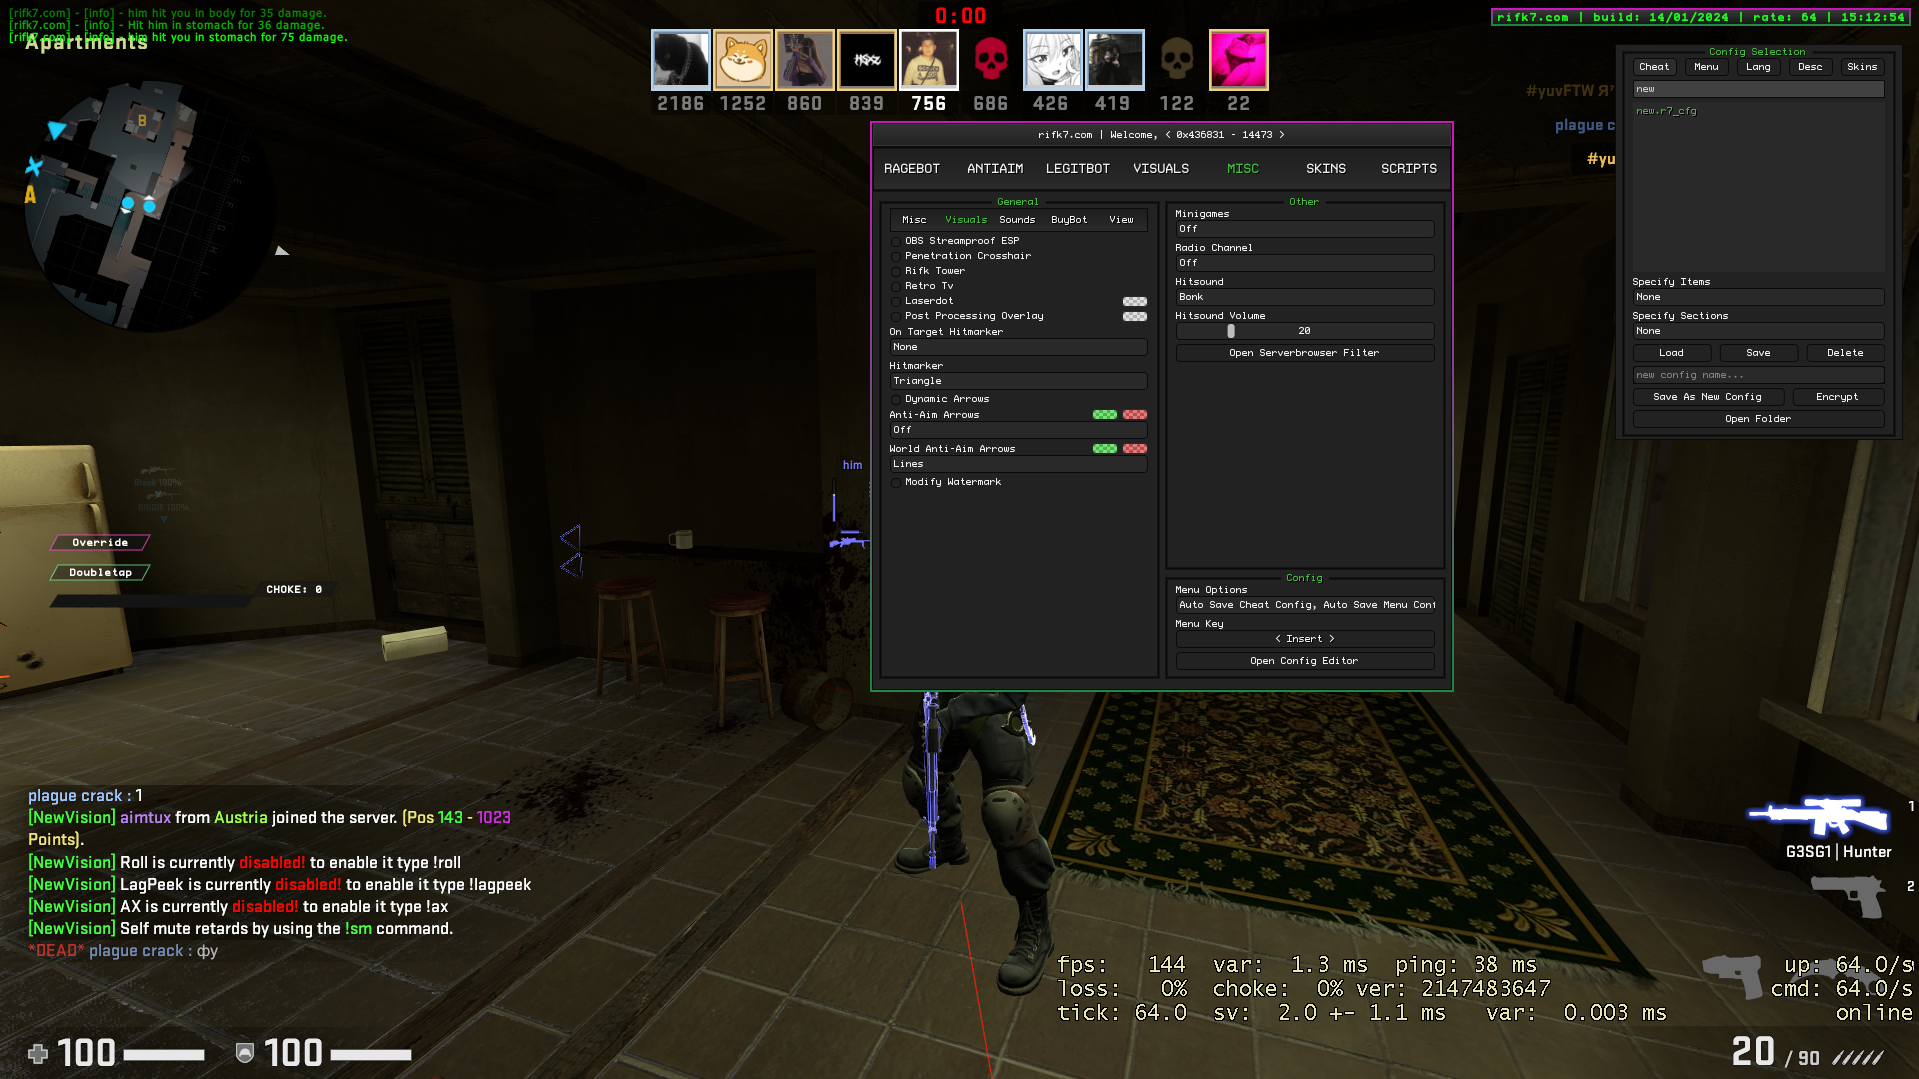 [rifk7.com] - [info] - him hit you in body for 35 damage.
[rifk7.com] - [info] - Hit him in stomach for 36 damage.
[rifk7.com] - [info] - him hit you in stomach for 75 damage.
Apartments
B
A
0:00
2186 1252 860 839 756 686 426 419 122 22
rifk7.com | build: 14/01/2024 | rate: 64 | 15:12:54
#yuvFTW
plague c
#yu
Config Selection
Cheat Menu Lang Desc Skins
new
new.r7_cfg
Specify Items
None
Specify Sections
None
Load Save Delete
new config name...
Save As New Config Encrypt
Open Folder
rifk7.com | Welcome, < 0x436831 - 14473 >
RAGEBOT ANTIAIM LEGITBOT VISUALS MISC SKINS SCRIPTS
General
Misc Visuals Sounds BuyBot View
OBS Streamproof ESP
Penetration Crosshair
Rifk Tower
Retro Tv
Laserdot
Post Processing Overlay
On Target Hitmarker
None
Hitmarker
Triangle
Dynamic Arrows
Anti-Aim Arrows
Off
World Anti-Aim Arrows
Lines
Modify Watermark
Other
Minigames
Off
Radio Channel
Off
Hitsound
Bonk
Hitsound Volume
20
Open Serverbrowser Filter
Config
Menu Options
Auto Save Cheat Config, Auto Save Menu Conf
Menu Key
< Insert >
Open Config Editor
him
Override
Doubletap
CHOKE: 0
plague crack : 1
[NewVision] aimtux from Austria joined the server. (Pos 143 - 1023
Points).
[NewVision] Roll is currently disabled! to enable it type !roll
[NewVision] LagPeek is currently disabled! to enable it type !lagpeek
[NewVision] AX is currently disabled! to enable it type !ax
[NewVision] Self mute retards by using the !sm command.
*DEAD* plague crack : фу
1
G3SG1 | Hunter
2
fps: 144 var: 1.3 ms ping: 38 ms
loss: 0% choke: 0% ver: 2147483647
tick: 64.0 sv: 2.0 +- 1.1 ms var: 0.003 ms
up: 64.0/s
cmd: 64.0/s
online
100 100
20 / 90